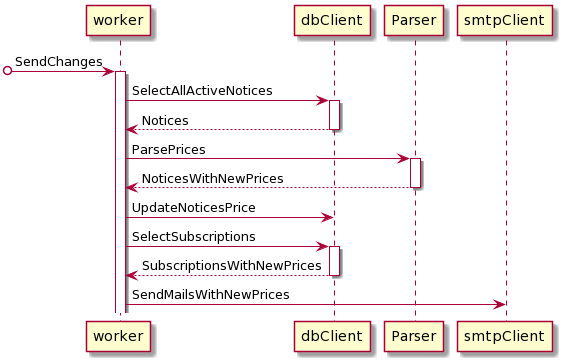 worker dbClient Parser smtpClient
SendChanges
SelectAllActiveNotices
Notices
ParsePrices
NoticesWithNewPrices
UpdateNoticesPrice
SelectSubscriptions
SubscriptionsWithNewPrices
SendMailsWithNewPrices
worker dbClient Parser smtpClient